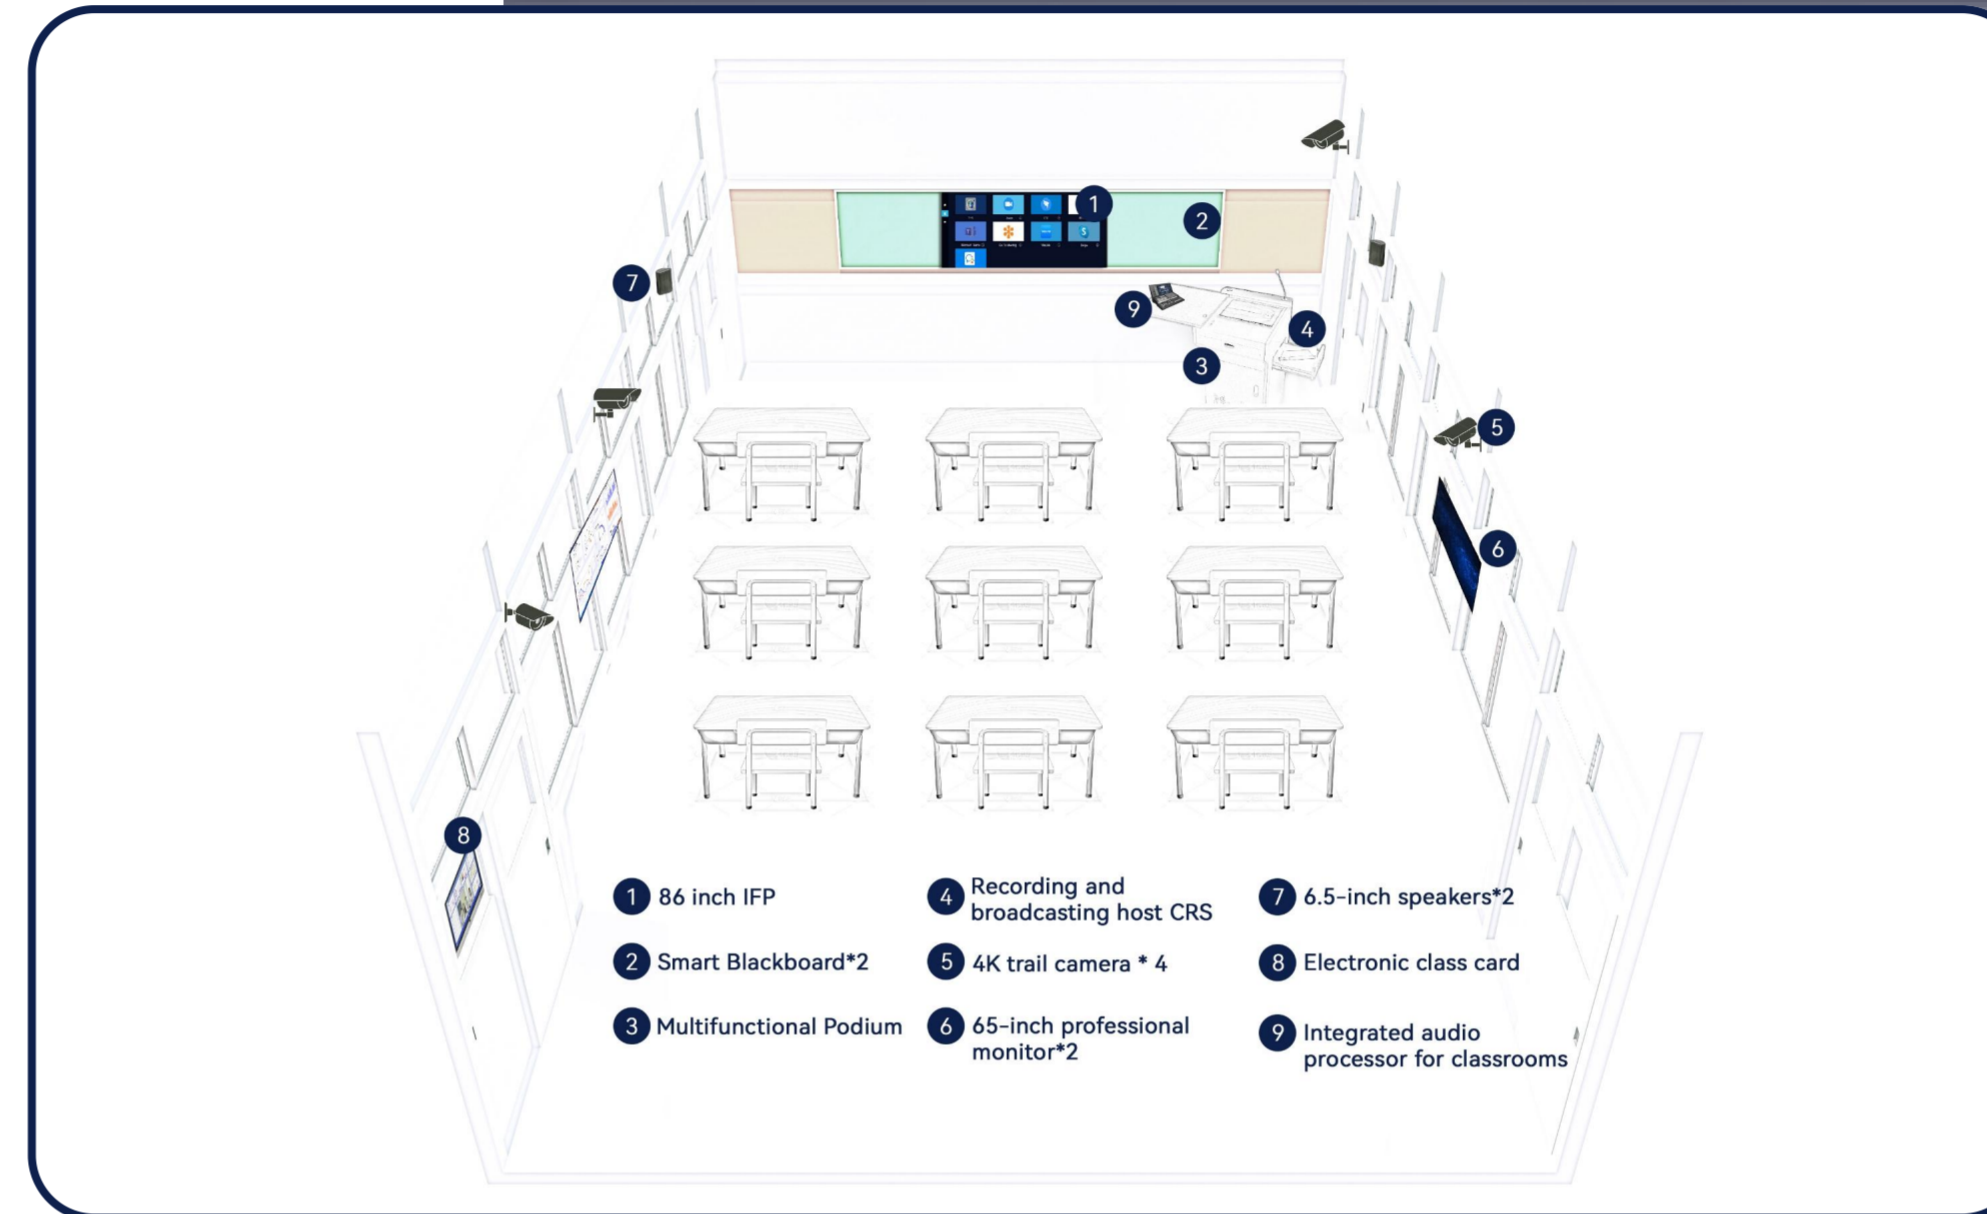 1
2
7
9
4
3
5
6
8
1 86 inch IFP
2 Smart Blackboard*2
3 Multifunctional Podium
4 Recording and
broadcasting host CRS
5 4K trail camera * 4
6 65-inch professional
monitor*2
7 6.5-inch speakers*2
8 Electronic class card
9 Integrated audio
processor for classrooms